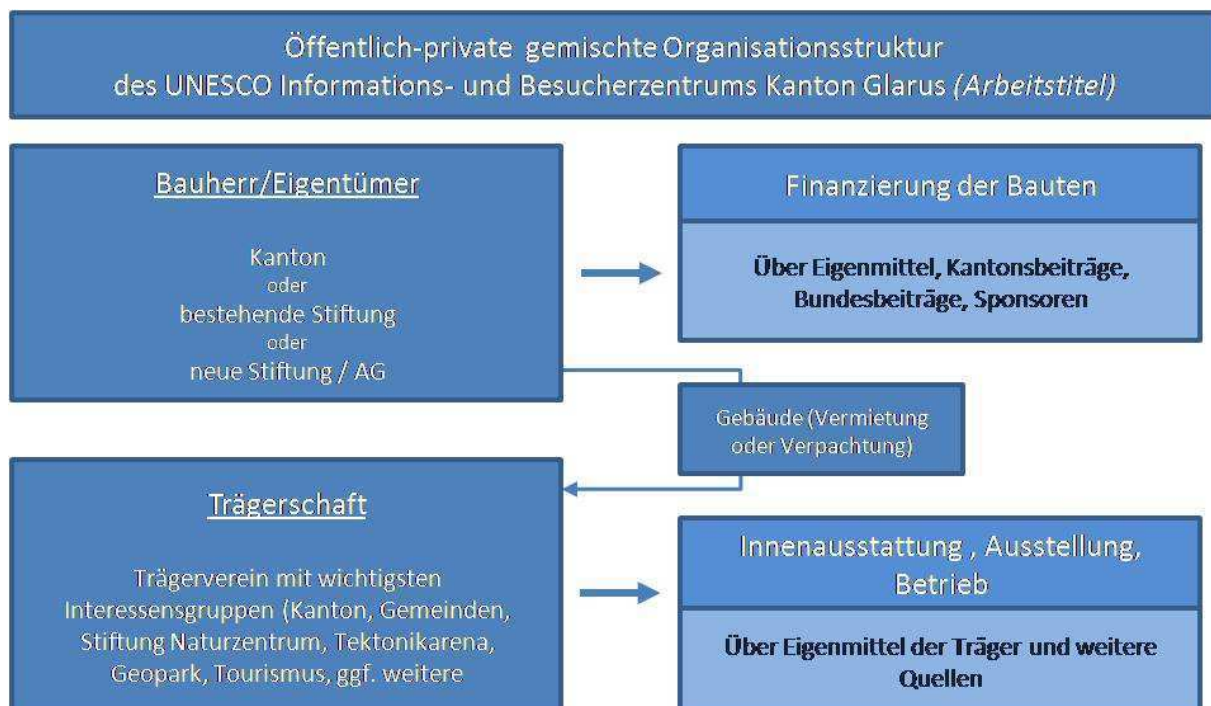 Öffentlich-private gemischte Organisationsstruktur
des UNESCO Informations- und Besucherzentrums Kanton Glarus (Arbeitstitel)
Bauherr/Eigentümer
Kanton
oder
bestehende Stiftung
oder
neue Stiftung / AG
Finanzierung der Bauten
Über Eigenmittel, Kantonsbeiträge,
Bundesbeiträge, Sponsoren
Gebäude (Vermietung
oder Verpachtung)
Trägerschaft
Trägerverein mit wichtigsten
Interessensgruppen (Kanton, Gemeinden,
Stiftung Naturzentrum, Tektonikarena,
Geopark, Tourismus, ggf. weitere
Innenausstattung , Ausstellung,
Betrieb
Über Eigenmittel der Träger und weitere
Quellen